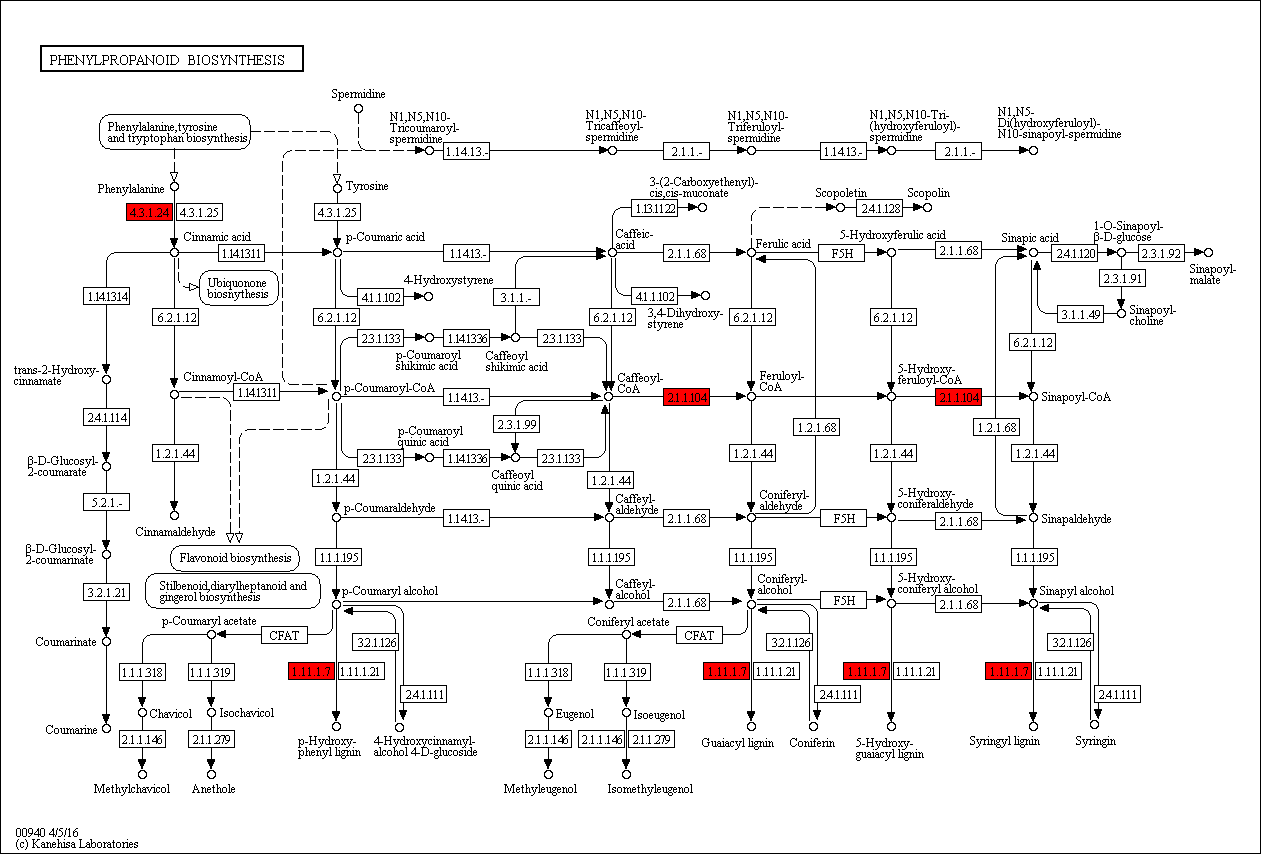 PHENYLPROPANOID BIOSYNTHESIS
Spermidine
N1,N5,N10-
Tricoumaroyl-
spermidine
N1,N5,N10-
Tricaffeoyl-
spermidine
N1,N5,N10-
Triferuloyl-
spermidine
N1,N5,N10-Tri-
(hydroxyferuloyl)-
spermidine
N1,N5-
Di(hydroxyferuloyl)-
N10-sinapoyl-spermidine
Phenylalanine,tyrosine
and tryptophan biosynthesis
1.14.13.-
2.1.1.-
1.14.13.-
2.1.1.-
Phenylalanine
Tyrosine
3-(2-Carboxyethenyl)-
cis,cis-muconate
Scopoletin
Scopolin
4.3.1.24
4.3.1.25
4.3.1.25
1.13.11.22
2.4.1.128
Cinnamic acid
p-Coumaric acid
Caffeic
acid
Ferulic acid
5-Hydroxyferulic acid
Sinapic acid
1-O-Sinapoyl-
β-D-glucose
1.14.13.11
1.14.13.-
2.1.1.68
F5H
2.1.1.68
2.4.1.120
2.3.1.92
Sinapoyl-
malate
Ubiquonone
biosnythesis
4-Hydroxystyrene
2.3.1.91
1.14.13.14
4.1.1.102
3.1.1.-
4.1.1.102
3,4-Dihydroxy-
styrene
3.1.1.49
Sinapoyl-
choline
6.2.1.12
6.2.1.12
6.2.1.12
6.2.1.12
6.2.1.12
6.2.1.12
2.3.1.133
1.14.13.36
2.3.1.133
p-Coumaroyl
shikimic acid
Caffeoyl
shikimic acid
trans-2-Hydroxy-
cinnamate
Cinnamoyl-CoA
p-Coumaroyl-CoA
Caffeoyl-
CoA
Feruloyl-
CoA
5-Hydroxy-
feruloyl-CoA
Sinapoyl-CoA
1.14.13.11
1.14.13.-
2.1.1.104
2.1.1.104
2.4.1.114
2.3.1.99
1.2.1.68
1.2.1.68
p-Coumaroyl
quinic acid
1.2.1.44
2.3.1.133
1.14.13.36
2.3.1.133
1.2.1.44
1.2.1.44
1.2.1.44
β-D-Glucosyl-
2-coumarate
Caffeoyl
quinic acid
1.2.1.44
1.2.1.44
5.2.1.-
Cinnamaldehyde
p-Coumaraldehyde
Caffeyl-
aldehyde
Coniferyl-
aldehyde
5-Hydroxy-
coniferaldehyde
Sinapaldehyde
1.14.13.-
2.1.1.68
F5H
2.1.1.68
β-D-Glucosyl-
2-coumarinate
Flavonoid biosynthesis
1.1.1.195
1.1.1.195
1.1.1.195
1.1.1.195
1.1.1.195
Stilbenoid,diarylheptanoid and
gingerol biosynthesis
3.2.1.21
p-Coumaryl alcohol
Caffeyl-
alcohol
Coniferyl-
alcohol
5-Hydroxy-
coniferyl alcohol
Sinapyl alcohol
2.1.1.68
F5H
2.1.1.68
p-Coumaryl acetate
Coniferyl acetate
Coumarinate
CFAT
3.2.1.126
CFAT
3.2.1.126
3.2.1.126
1.1.1.318
1.1.1.319
1.11.1.7
1.11.1.21
1.1.1.318
1.1.1.319
1.11.1.7
1.11.1.21
1.11.1.7
1.11.1.21
1.11.1.7
1.11.1.21
2.4.1.111
2.4.1.111
2.4.1.111
Coumarine
Chavicol
Isochavicol
Eugenol
Isoeugenol
2.1.1.146
2.1.1.279
2.1.1.146
2.1.1.146
2.1.1.279
p-Hydroxy-
phenyl lignin
4-Hydroxycinnamyl-
alcohol 4-D-glucoside
Guaiacyl lignin
Coniferin
5-Hydroxy-
guaiacyl lignin
Syringyl lignin
Syringin
Methylchavicol
Anethole
Methyleugenol
Isomethyleugenol
00940 4/5/16
(c) Kanehisa Laboratories